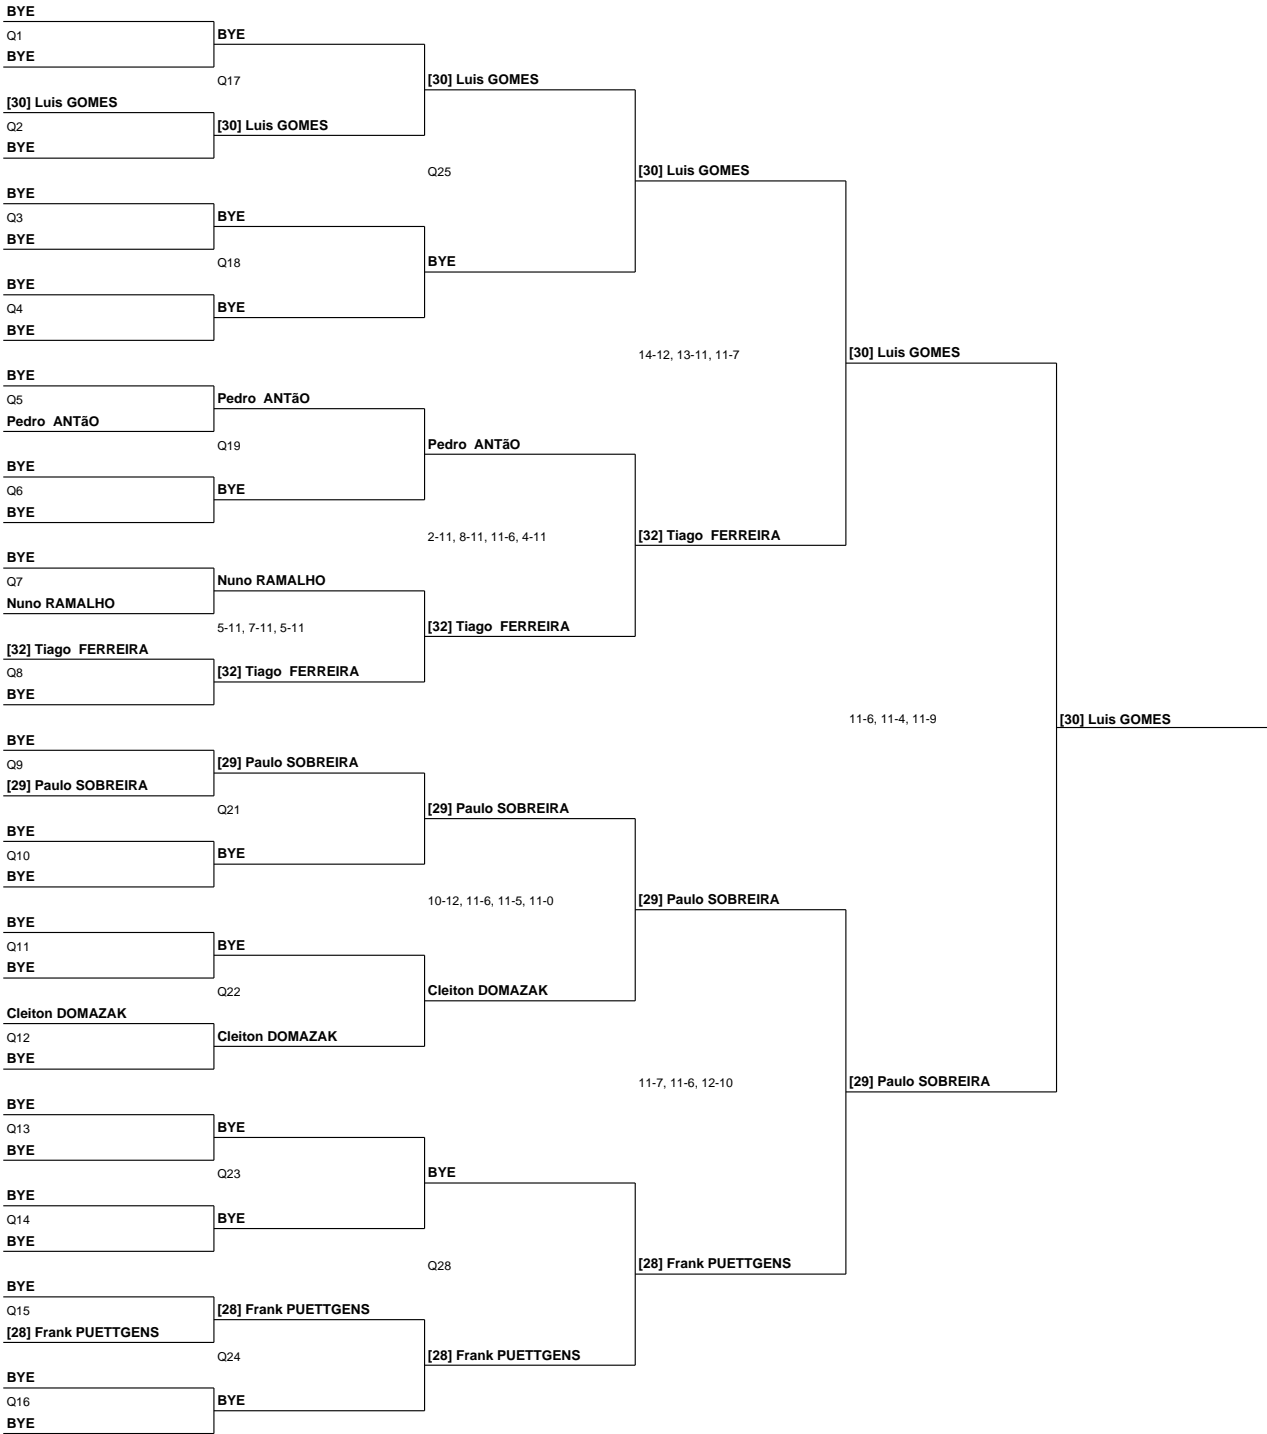 BYE
Q1
BYE
BYE
Q17
[30] Luis GOMES
[30] Luis GOMES
Q2
[30] Luis GOMES
BYE
Q25
[30] Luis GOMES
BYE
Q3
BYE
BYE
Q18
BYE
BYE
Q4
BYE
BYE
14-12, 13-11, 11-7
[30] Luis GOMES
BYE
Q5
Pedro ANTãO
Pedro ANTãO
Q19
Pedro ANTãO
BYE
Q6
BYE
BYE
2-11, 8-11, 11-6, 4-11
[32] Tiago FERREIRA
BYE
Q7
Nuno RAMALHO
Nuno RAMALHO
5-11, 7-11, 5-11
[32] Tiago FERREIRA
[32] Tiago FERREIRA
Q8
[32] Tiago FERREIRA
BYE
11-6, 11-4, 11-9
[30] Luis GOMES
BYE
Q9
[29] Paulo SOBREIRA
[29] Paulo SOBREIRA
Q21
[29] Paulo SOBREIRA
BYE
Q10
BYE
BYE
10-12, 11-6, 11-5, 11-0
[29] Paulo SOBREIRA
BYE
Q11
BYE
BYE
Q22
Cleiton DOMAZAK
Cleiton DOMAZAK
Q12
Cleiton DOMAZAK
BYE
11-7, 11-6, 12-10
[29] Paulo SOBREIRA
BYE
Q13
BYE
BYE
Q23
BYE
BYE
Q14
BYE
BYE
Q28
[28] Frank PUETTGENS
BYE
Q15
[28] Frank PUETTGENS
[28] Frank PUETTGENS
Q24
[28] Frank PUETTGENS
BYE
Q16
BYE
BYE